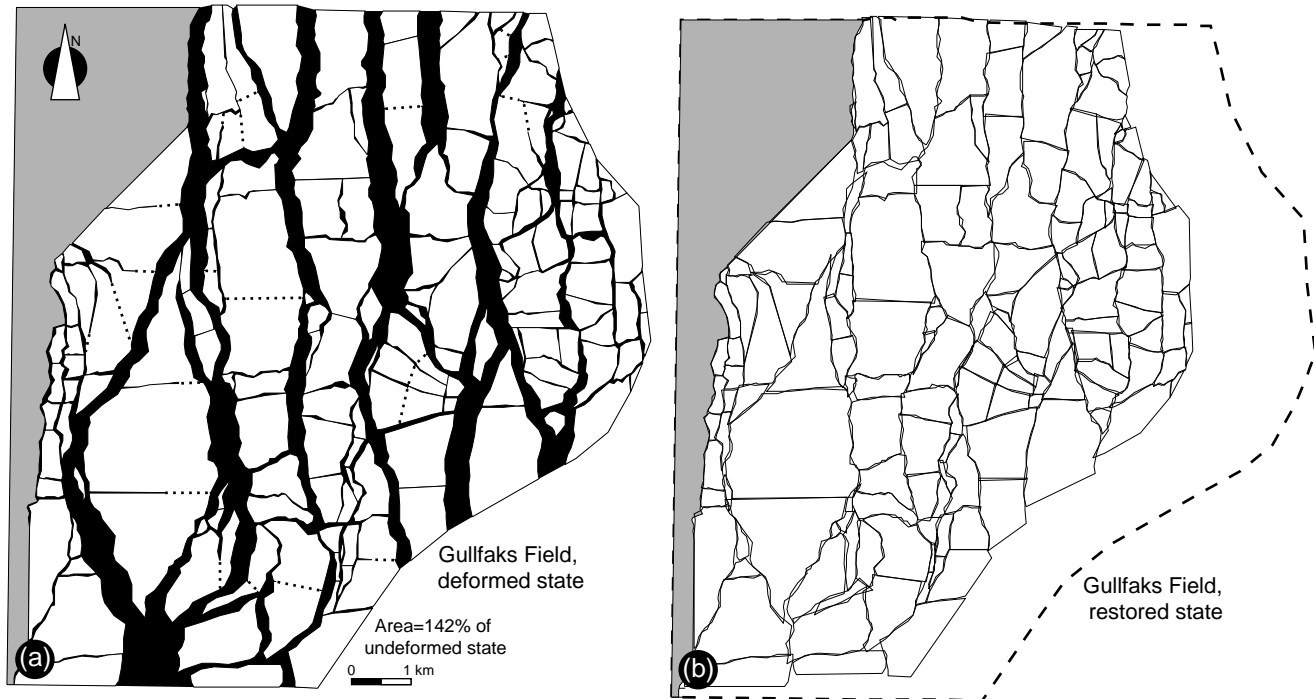 N
Gullfaks Field,
deformed state
Area=142% of
undeformed state
0 1 km
(a)
Gullfaks Field,
restored state
(b)